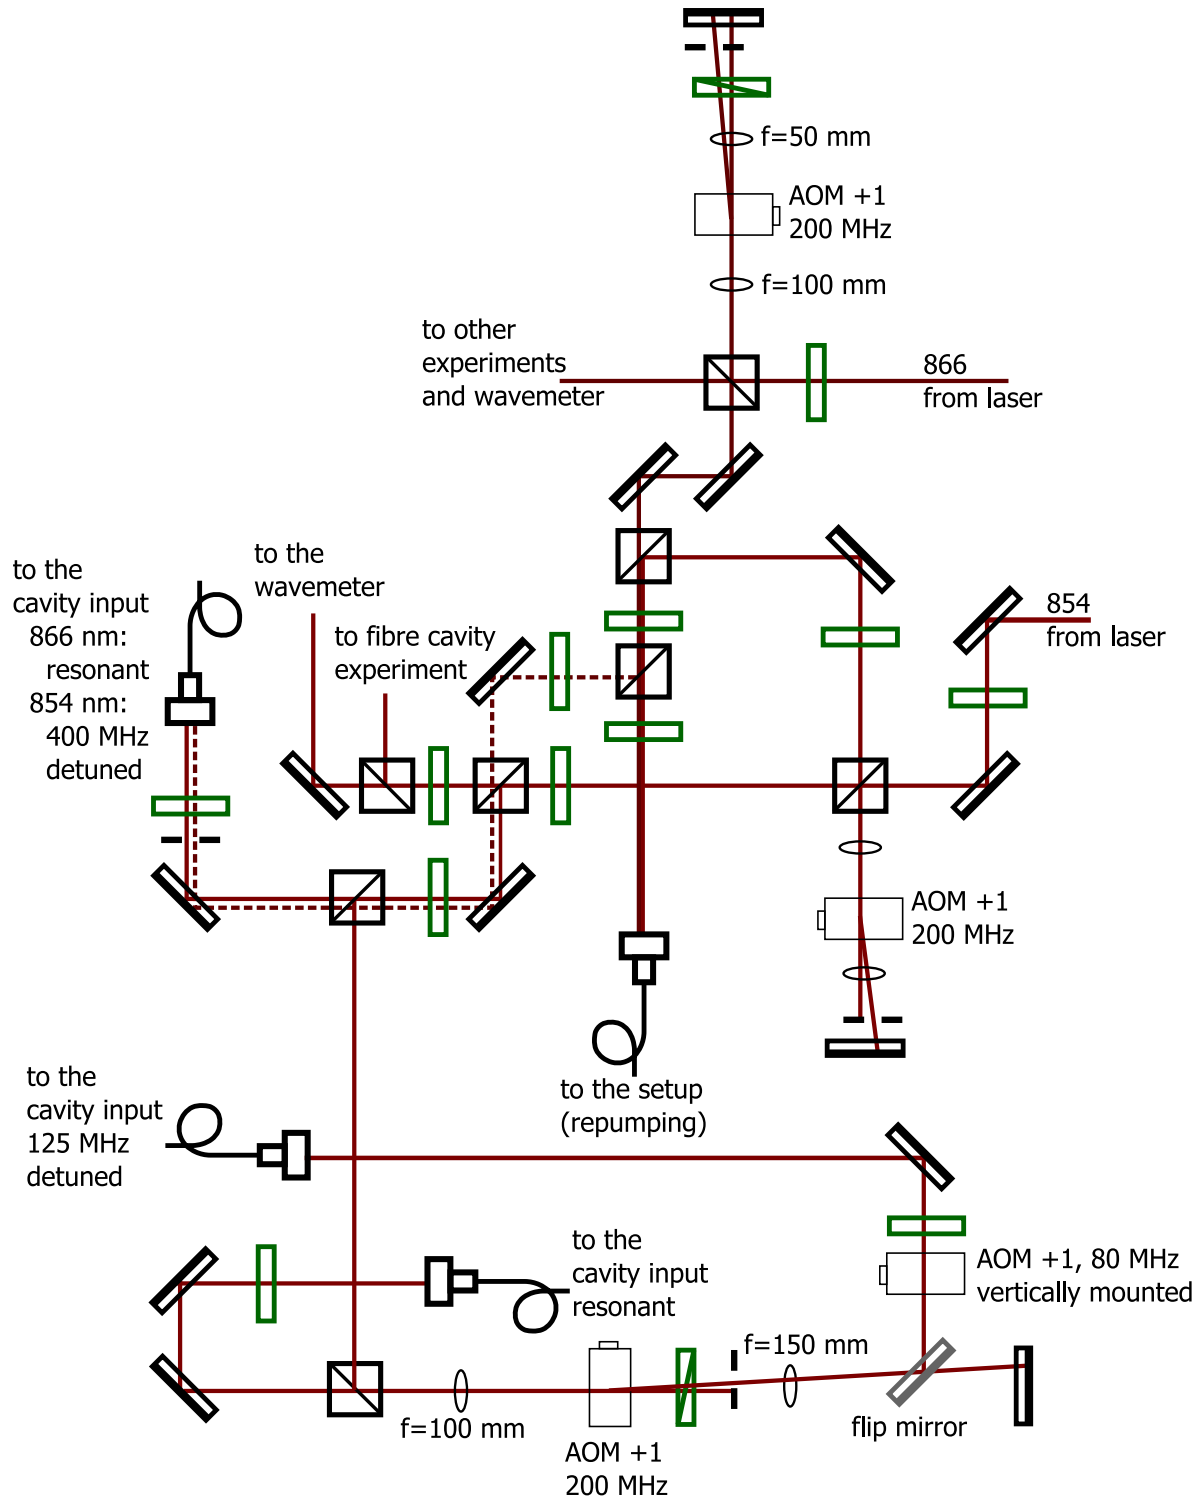 f=50 mm
AOM +1
200 MHz
f=100 mm
to other
experiments
and wavemeter
866
from laser
to the
wavemeter
to the
cavity input
866 nm:
resonant
854 nm:
400 MHz
detuned
to fibre cavity
experiment
854
from laser
AOM +1
200 MHz
to the setup
(repumping)
to the
cavity input
125 MHz
detuned
to the
cavity input
resonant
AOM +1, 80 MHz
vertically mounted
f=150 mm
flip mirror
f=100 mm
AOM +1
200 MHz